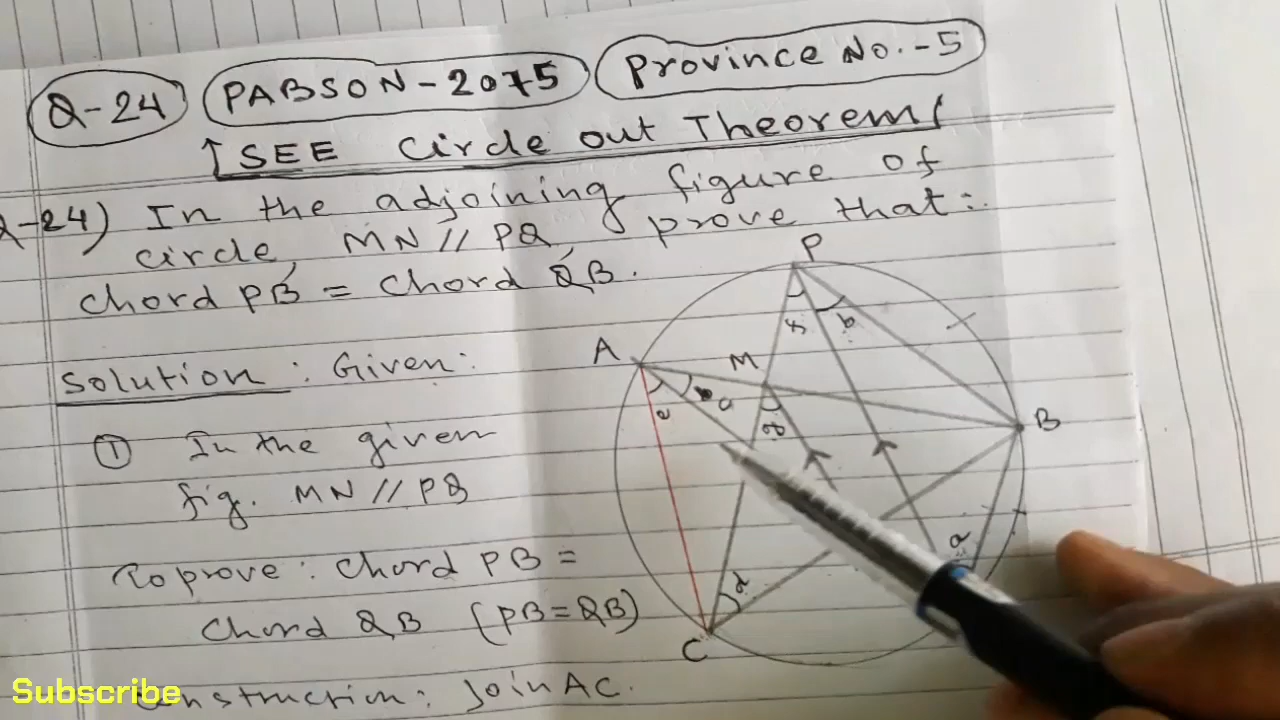 Q-24 PABSON-2075 Province No.-5
SEE Circle out Theorem
Q-24) In the adjoining figure of
circle, MN // PQ, prove that:
chord PB = chord QB.
Solution: Given:
① In the given
fig. MN // PQ
To prove: Chord PB =
Chord QB (PB = QB)
Construction: Join AC.
P
A
M
B
C
x
b
a
e
d
a
Subscribe